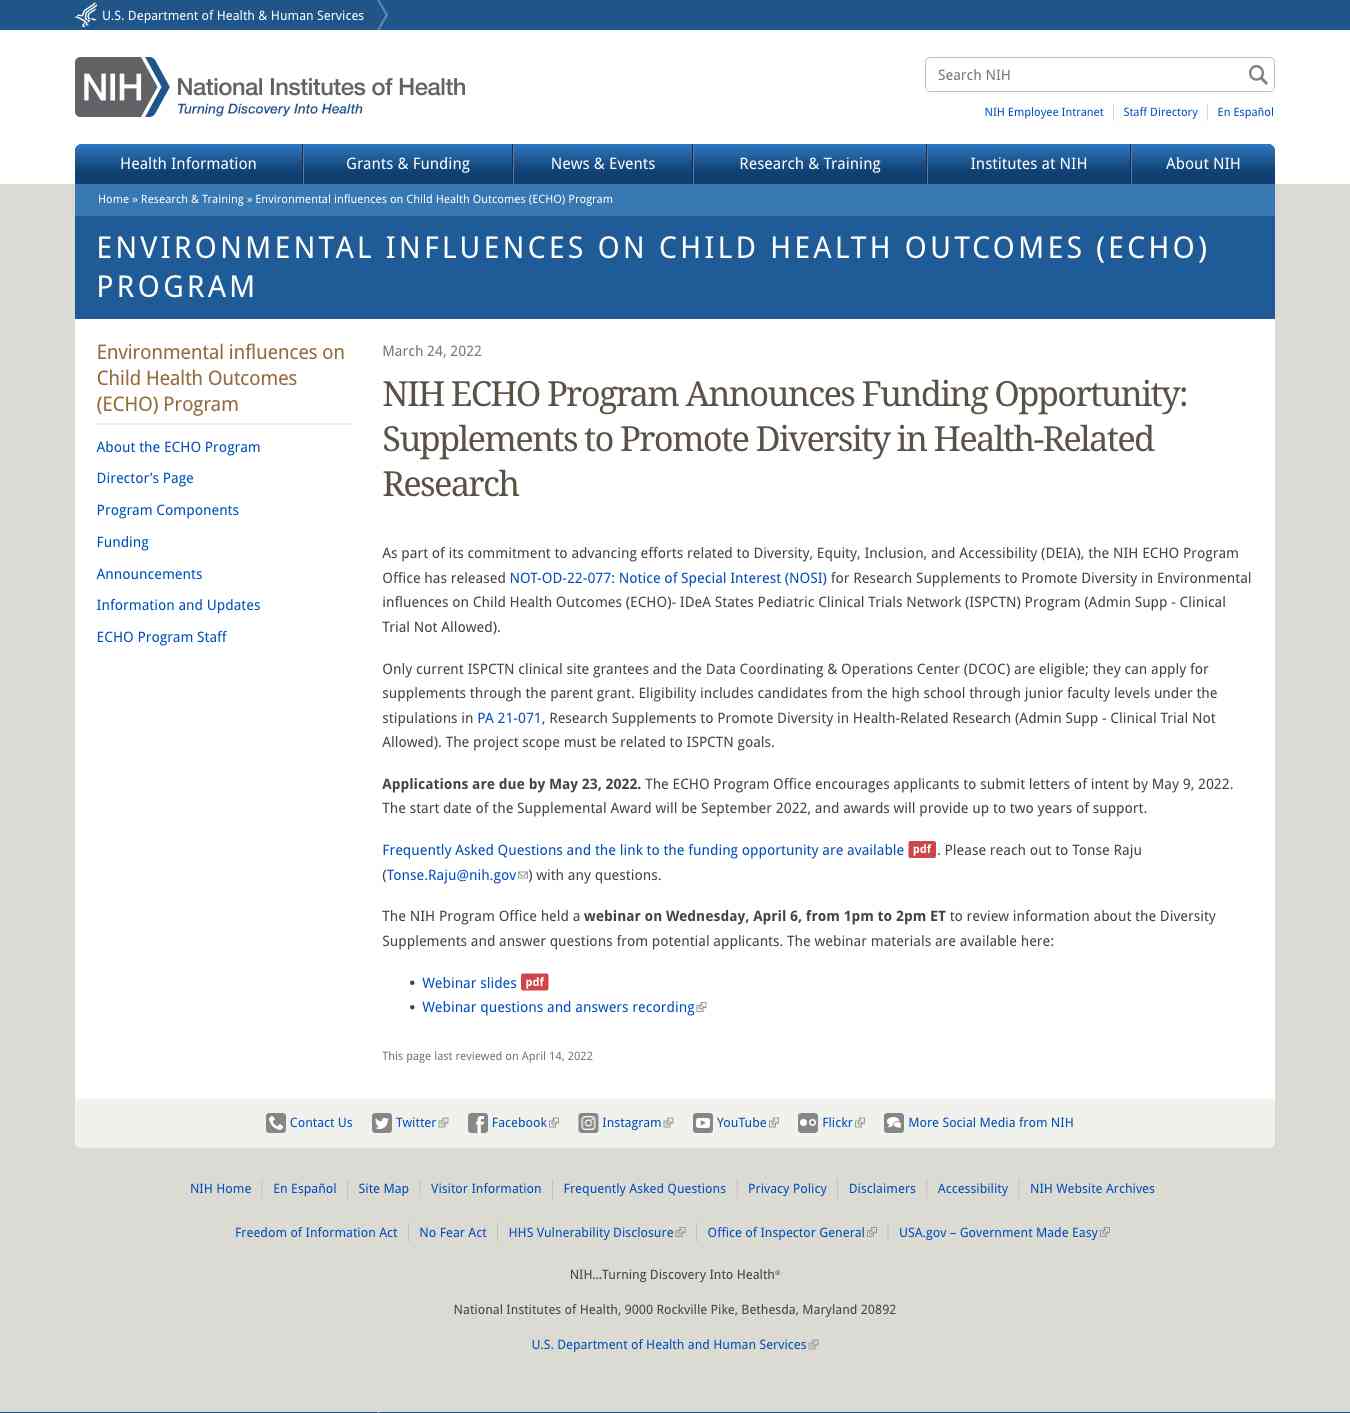 U.S. Department of Health & Human Services
NIH National Institutes of Health
Turning Discovery Into Health
Search NIH
NIH Employee Intranet
Staff Directory
En Español
Health Information
Grants & Funding
News & Events
Research & Training
Institutes at NIH
About NIH
Home » Research & Training » Environmental influences on Child Health Outcomes (ECHO) Program
ENVIRONMENTAL INFLUENCES ON CHILD HEALTH OUTCOMES (ECHO)
PROGRAM
Environmental influences on
Child Health Outcomes
(ECHO) Program
About the ECHO Program
Director's Page
Program Components
Funding
Announcements
Information and Updates
ECHO Program Staff
March 24, 2022
NIH ECHO Program Announces Funding Opportunity:
Supplements to Promote Diversity in Health-Related
Research
As part of its commitment to advancing efforts related to Diversity, Equity, Inclusion, and Accessibility (DEIA), the NIH ECHO Program
Office has released NOT-OD-22-077: Notice of Special Interest (NOSI) for Research Supplements to Promote Diversity in Environmental
influences on Child Health Outcomes (ECHO)- IDeA States Pediatric Clinical Trials Network (ISPCTN) Program (Admin Supp - Clinical
Trial Not Allowed).
Only current ISPCTN clinical site grantees and the Data Coordinating & Operations Center (DCOC) are eligible; they can apply for
supplements through the parent grant. Eligibility includes candidates from the high school through junior faculty levels under the
stipulations in PA 21-071, Research Supplements to Promote Diversity in Health-Related Research (Admin Supp - Clinical Trial Not
Allowed). The project scope must be related to ISPCTN goals.
Applications are due by May 23, 2022. The ECHO Program Office encourages applicants to submit letters of intent by May 9, 2022.
The start date of the Supplemental Award will be September 2022, and awards will provide up to two years of support.
Frequently Asked Questions and the link to the funding opportunity are available pdf. Please reach out to Tonse Raju
(Tonse.Raju@nih.gov) with any questions.
The NIH Program Office held a webinar on Wednesday, April 6, from 1pm to 2pm ET to review information about the Diversity
Supplements and answer questions from potential applicants. The webinar materials are available here:
• Webinar slides pdf
• Webinar questions and answers recording
This page last reviewed on April 14, 2022
Contact Us
Twitter
Facebook
Instagram
YouTube
Flickr
More Social Media from NIH
NIH Home
En Español
Site Map
Visitor Information
Frequently Asked Questions
Privacy Policy
Disclaimers
Accessibility
NIH Website Archives
Freedom of Information Act
No Fear Act
HHS Vulnerability Disclosure
Office of Inspector General
USA.gov – Government Made Easy
NIH…Turning Discovery Into Health®
National Institutes of Health, 9000 Rockville Pike, Bethesda, Maryland 20892
U.S. Department of Health and Human Services